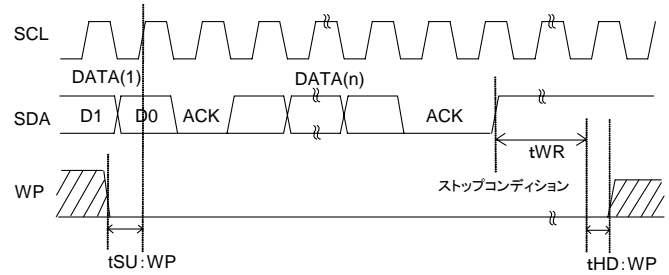 SCL
DATA(1) DATA(n)
SDA D1 D0 ACK ACK
tWR
WP ストップコンディション
tSU:WP tHD:WP